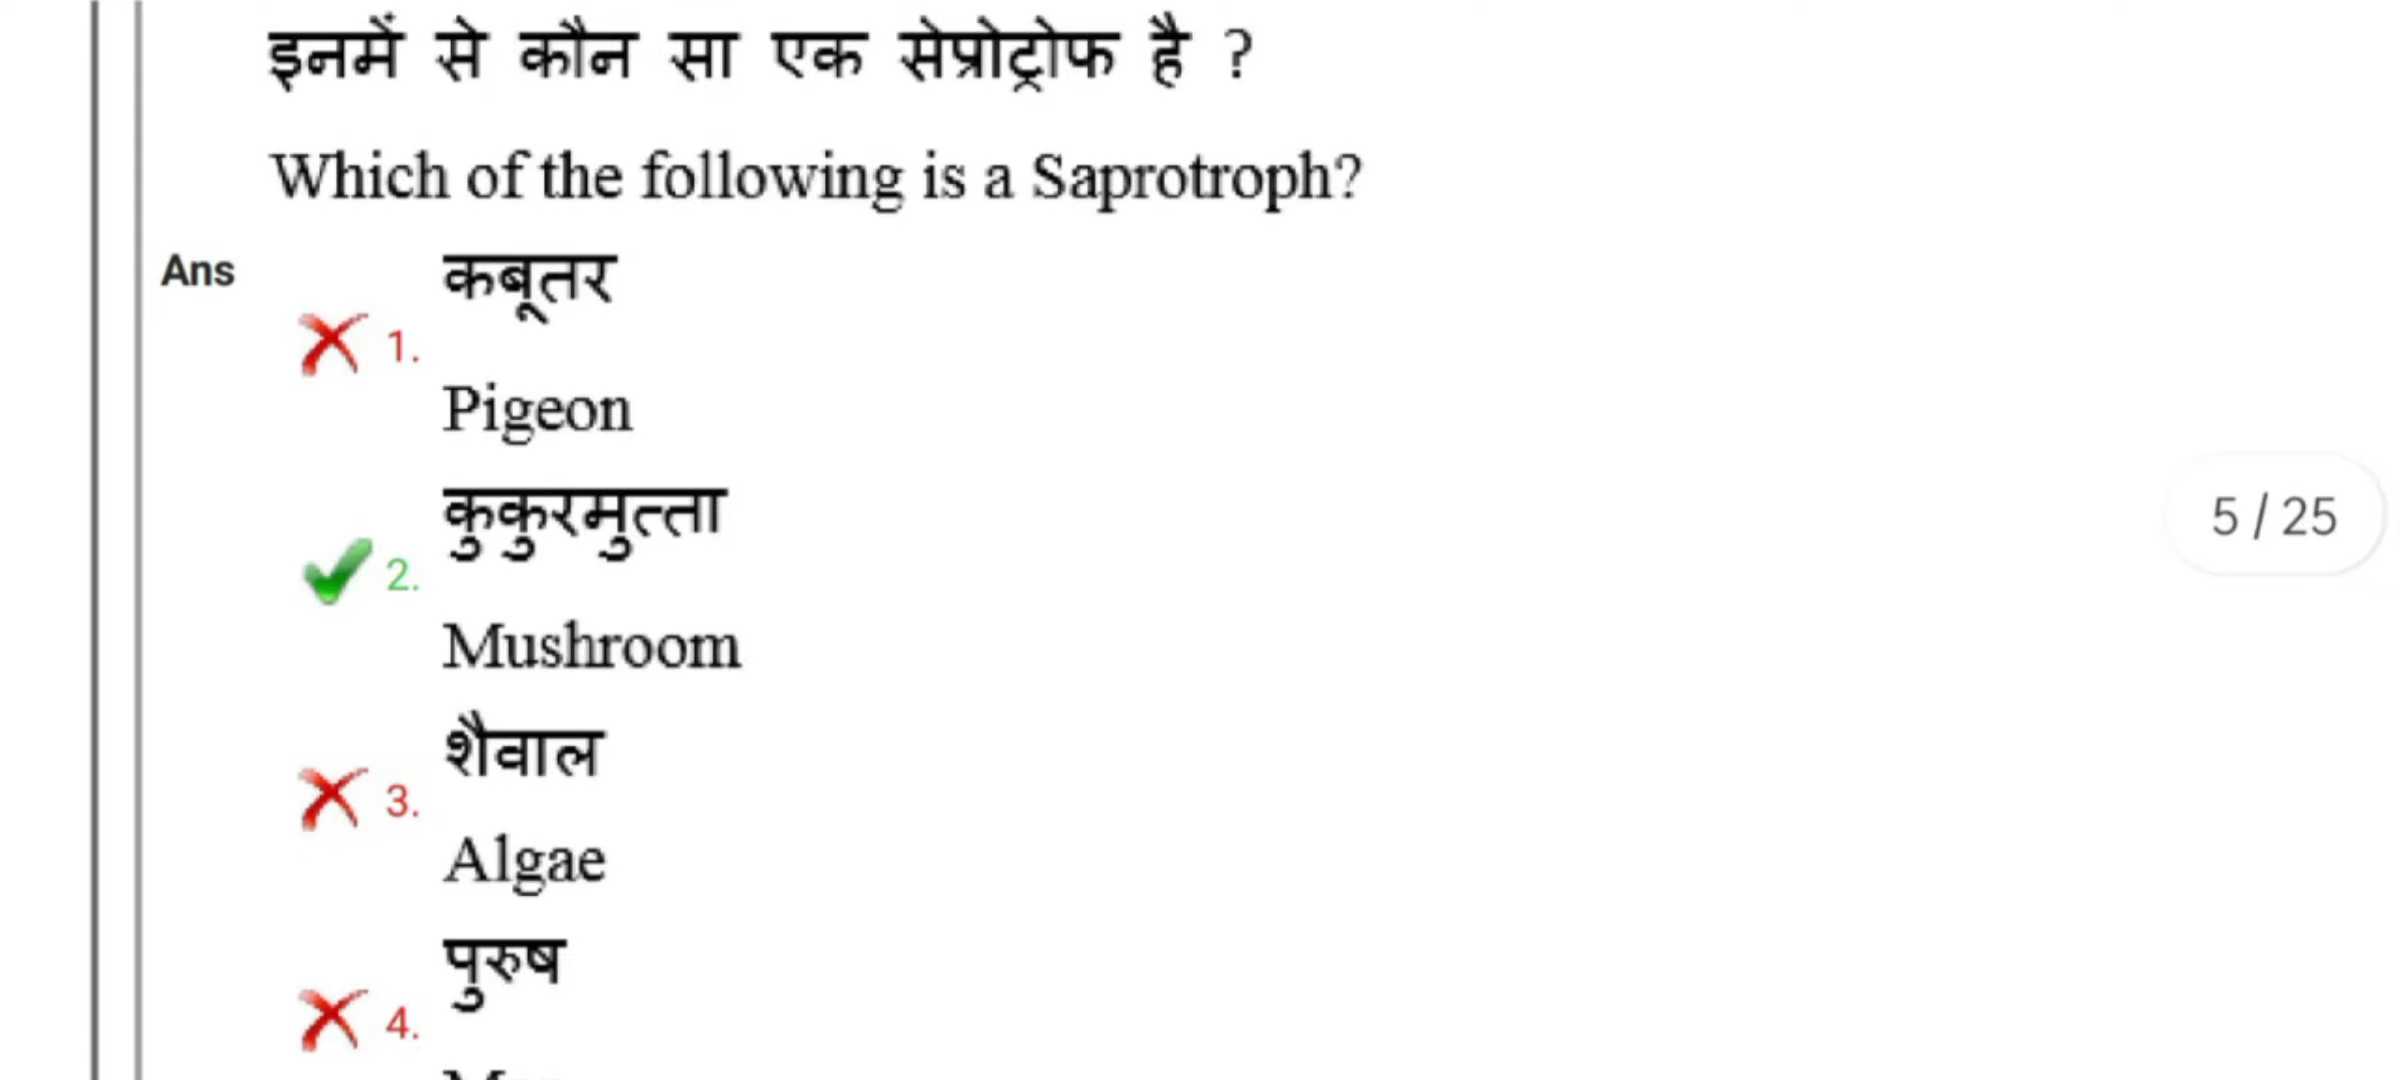 इनमें से कौन सा एक सेप्रोट्रोफ है ?
Which of the following is a Saprotroph?
Ans
कबूतर
1.
Pigeon
कुकुरमुत्ता
5 / 25
2.
Mushroom
शैवाल
3.
Algae
पुरुष
4.